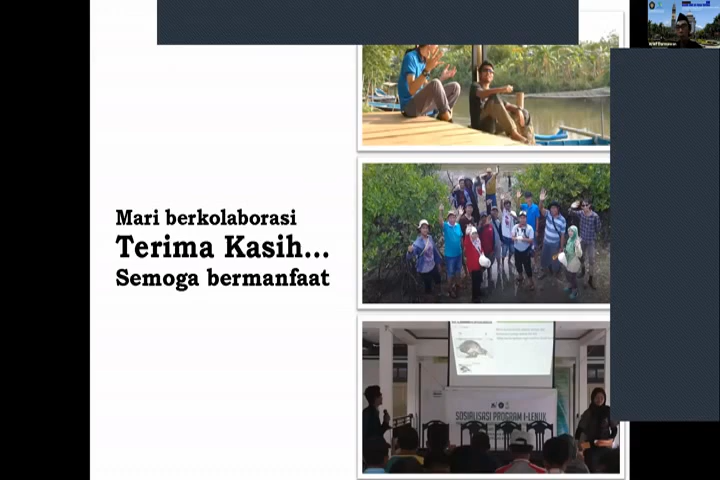 Mari berkolaborasi
Terima Kasih...
Semoga bermanfaat
SOSIALISASI PROGRAM I-LENUK